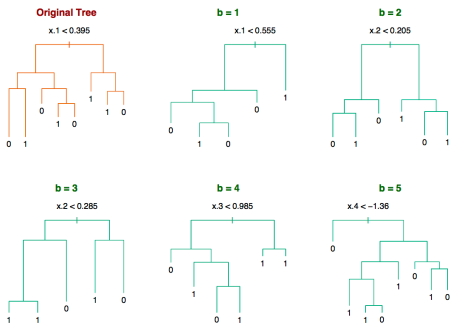 Original Tree
x.1 < 0.395
0 1
0
1 0
1
1 0
b = 1
x.1 < 0.555
0
1 0
0
1
b = 2
x.2 < 0.205
0 1
0
1
0 1
b = 3
x.2 < 0.285
1 1
0
1 0
b = 4
x.3 < 0.985
0
1
0 1
1 1
b = 5
x.4 < −1.36
0
1
1 0
1
0
1 0